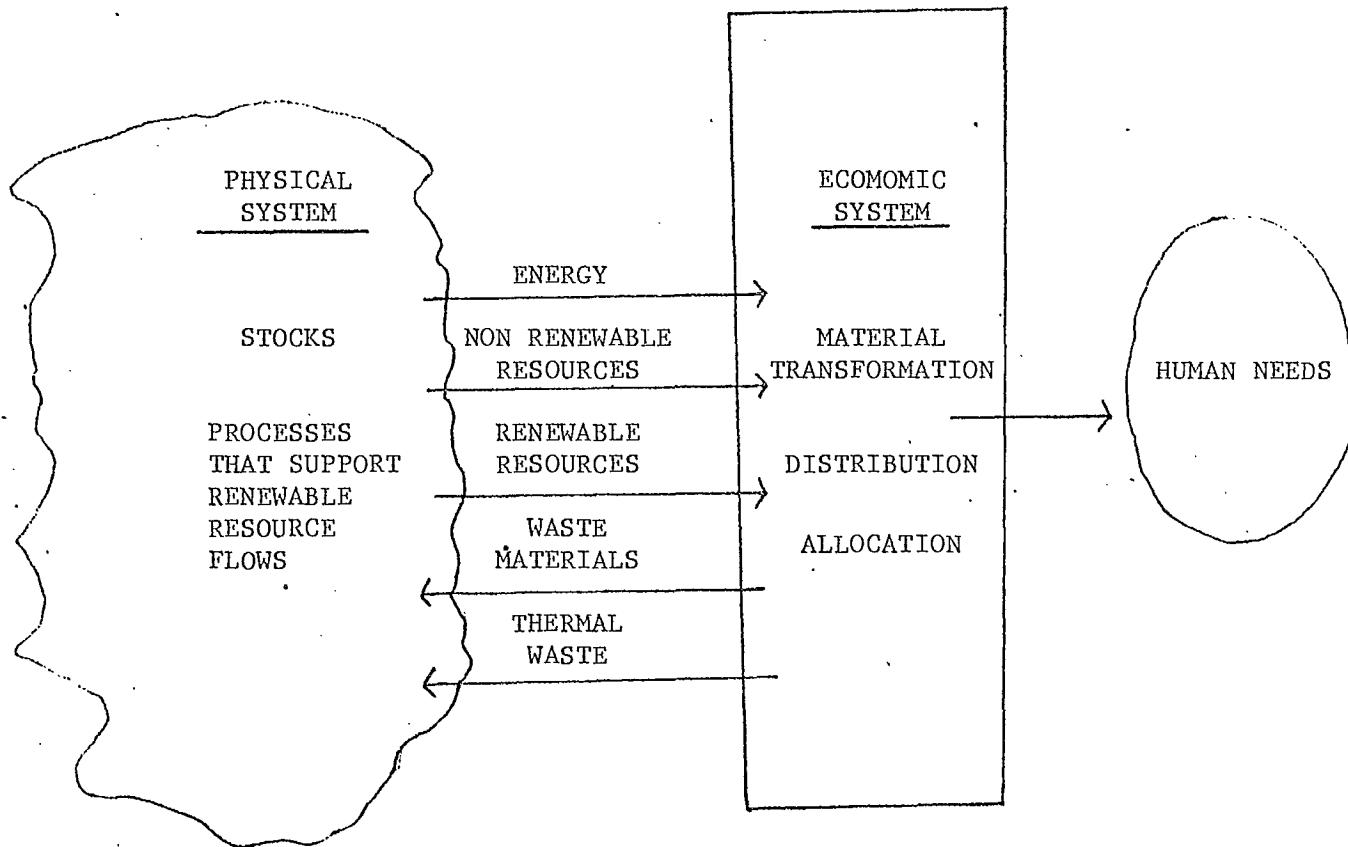 PHYSICAL
SYSTEM
STOCKS
PROCESSES
THAT SUPPORT
RENEWABLE
RESOURCE
FLOWS
ENERGY
NON RENEWABLE
RESOURCES
RENEWABLE
RESOURCES
WASTE
MATERIALS
THERMAL
WASTE
ECOMOMIC
SYSTEM
MATERIAL
TRANSFORMATION
DISTRIBUTION
ALLOCATION
HUMAN NEEDS